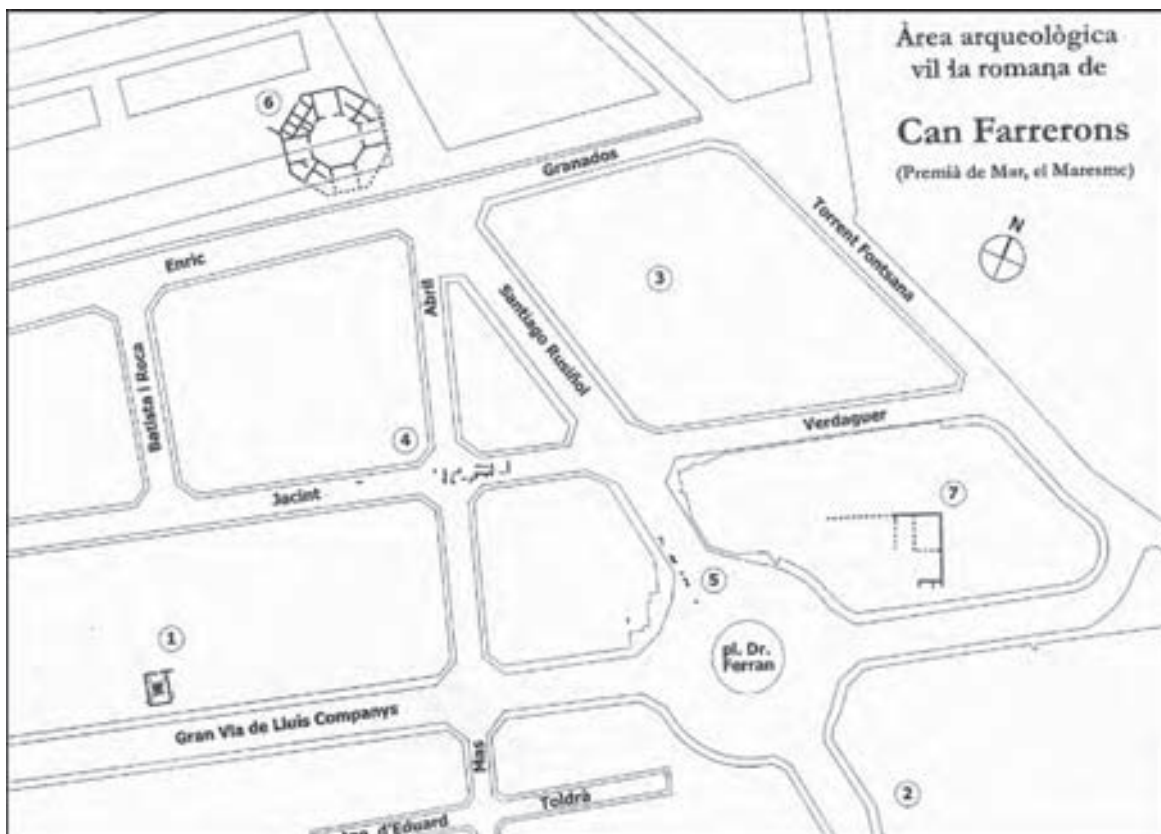 Àrea arqueològica
vil·la romana de
Can Farrerons
(Premià de Mar, el Maresme)
N
6
Granados
Torrent Fontsana
Enric
3
Abril
Santiago Rusiñol
Batista i Roca
4
Verdaguer
Jacint
7
5
1
pl. Dr.
Ferran
Gran Via de Lluís Companys
Mas
Toldrà
2
d'Eduard